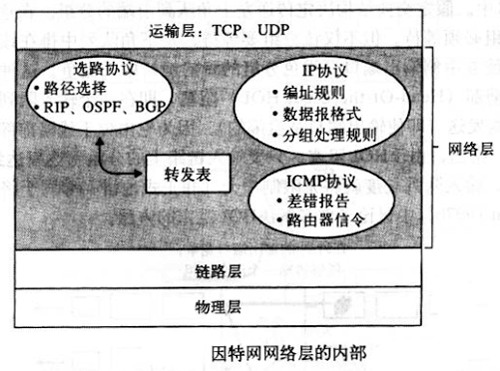 运输层：TCP、UDP
选路协议
• 路径选择
• RIP、OSPF、BGP
IP协议
• 编址规则
• 数据报格式
• 分组处理规则
转发表
ICMP协议
• 差错报告
• 路由器信令
网络层
链路层
物理层
因特网网络层的内部